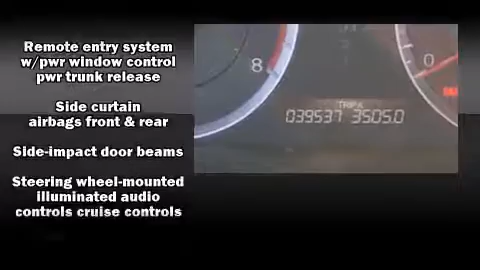 Remote entry system
w/pwr window control
pwr trunk release
Side curtain
airbags front & rear
Side-impact door beams
Steering wheel-mounted
illuminated audio
controls cruise controls
8
0
TRIP A
039537 3505.0